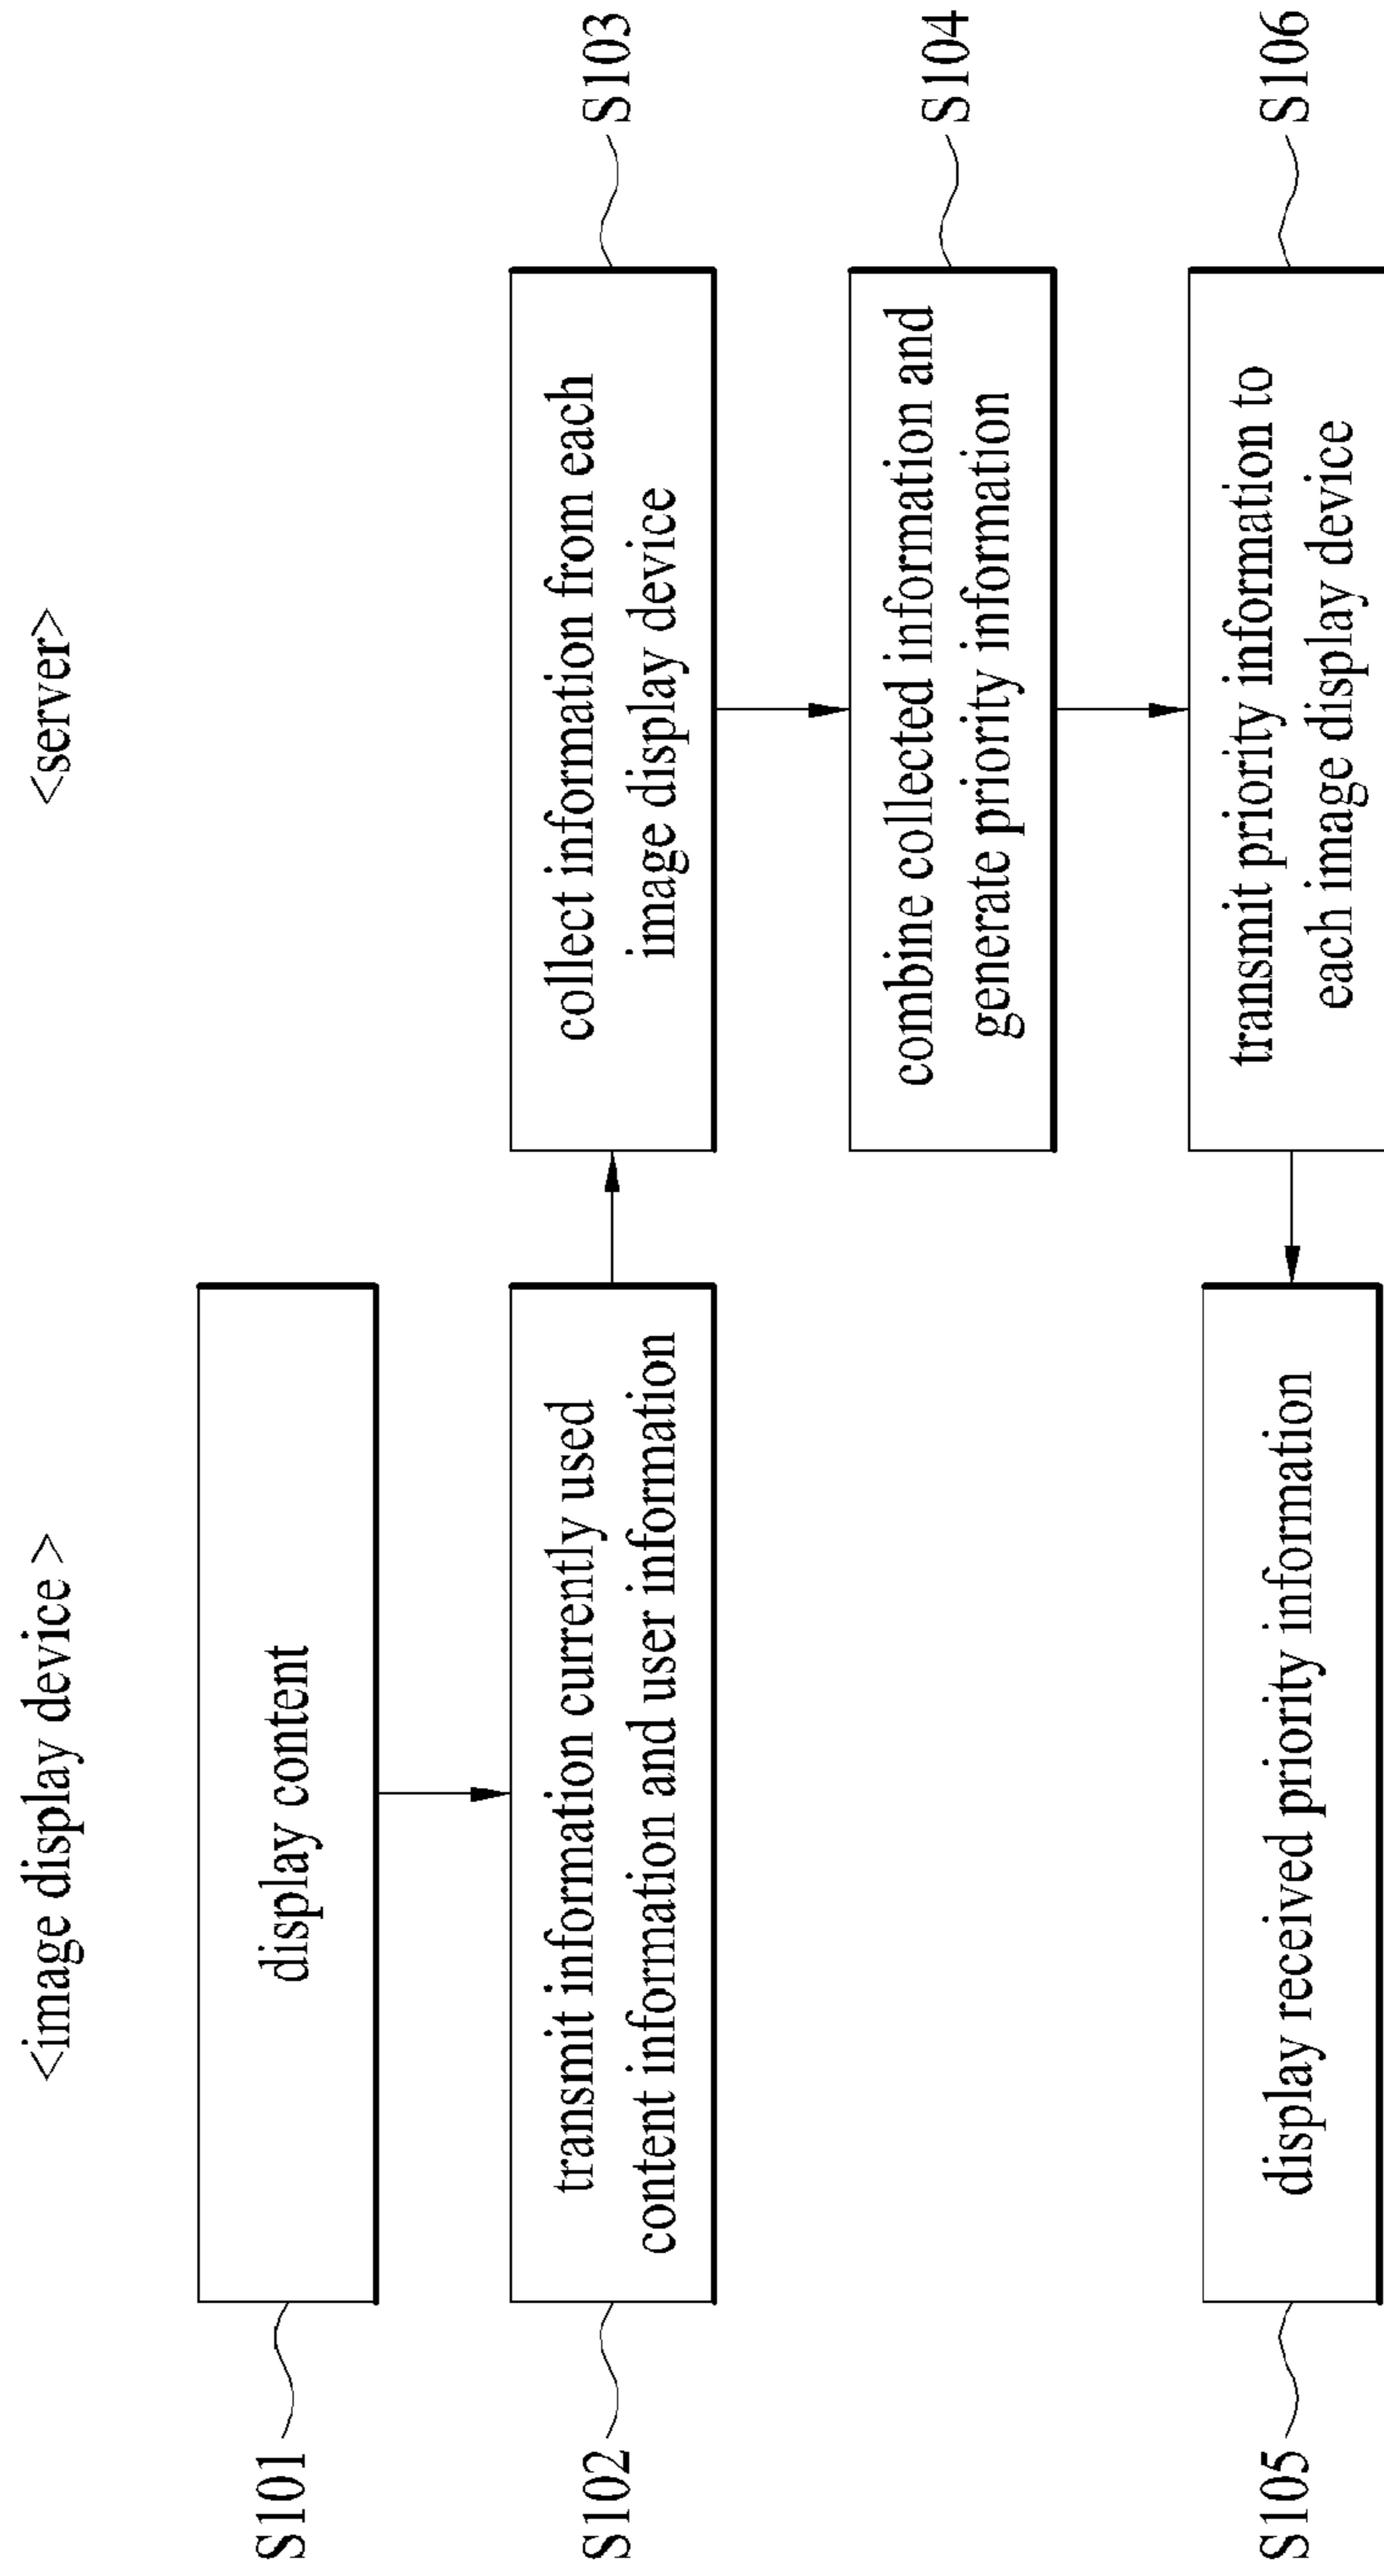 <image display device >
<server>
S101
display content
S102
transmit information currently used
content information and user information
collect information from each
image display device
S103
combine collected information and
generate priority information
S104
S105
display received priority information
transmit priority information to
each image display device
S106